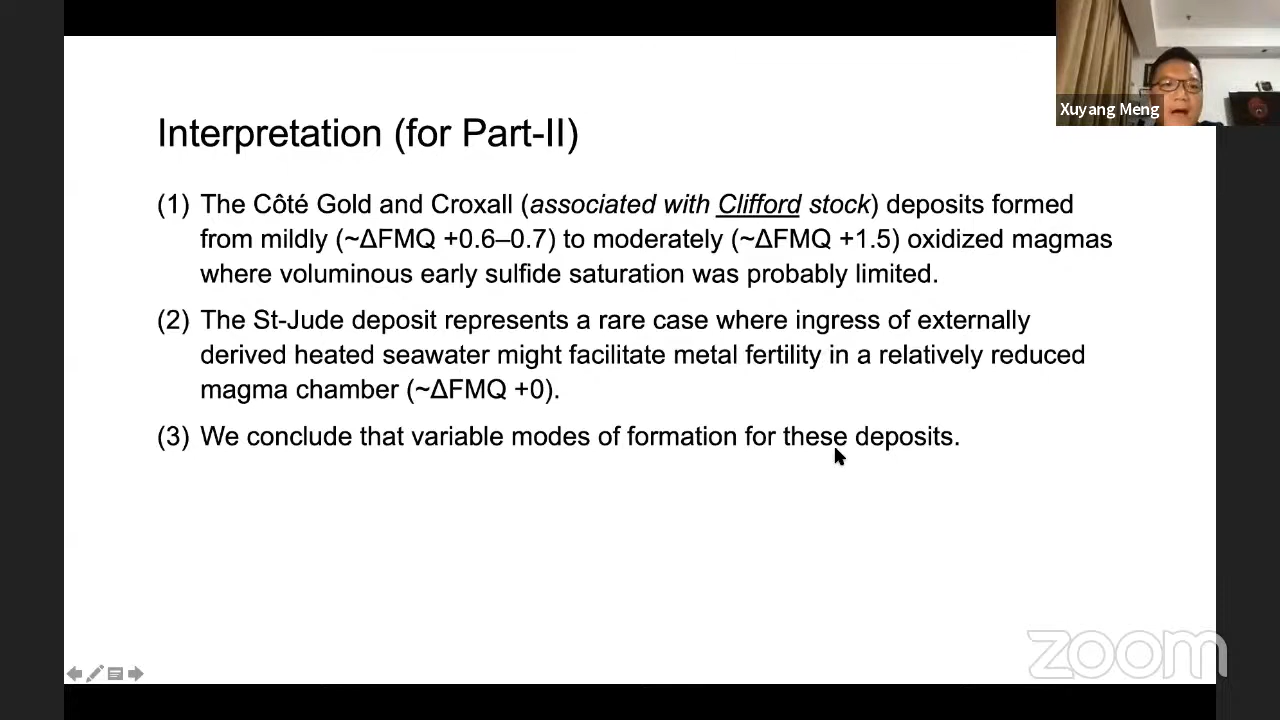 Xuyang Meng
Interpretation (for Part-II)
(1) The Côté Gold and Croxall (associated with Clifford stock) deposits formed
from mildly (~ΔFMQ +0.6–0.7) to moderately (~ΔFMQ +1.5) oxidized magmas
where voluminous early sulfide saturation was probably limited.
(2) The St-Jude deposit represents a rare case where ingress of externally
derived heated seawater might facilitate metal fertility in a relatively reduced
magma chamber (~ΔFMQ +0).
(3) We conclude that variable modes of formation for these deposits.
zoom